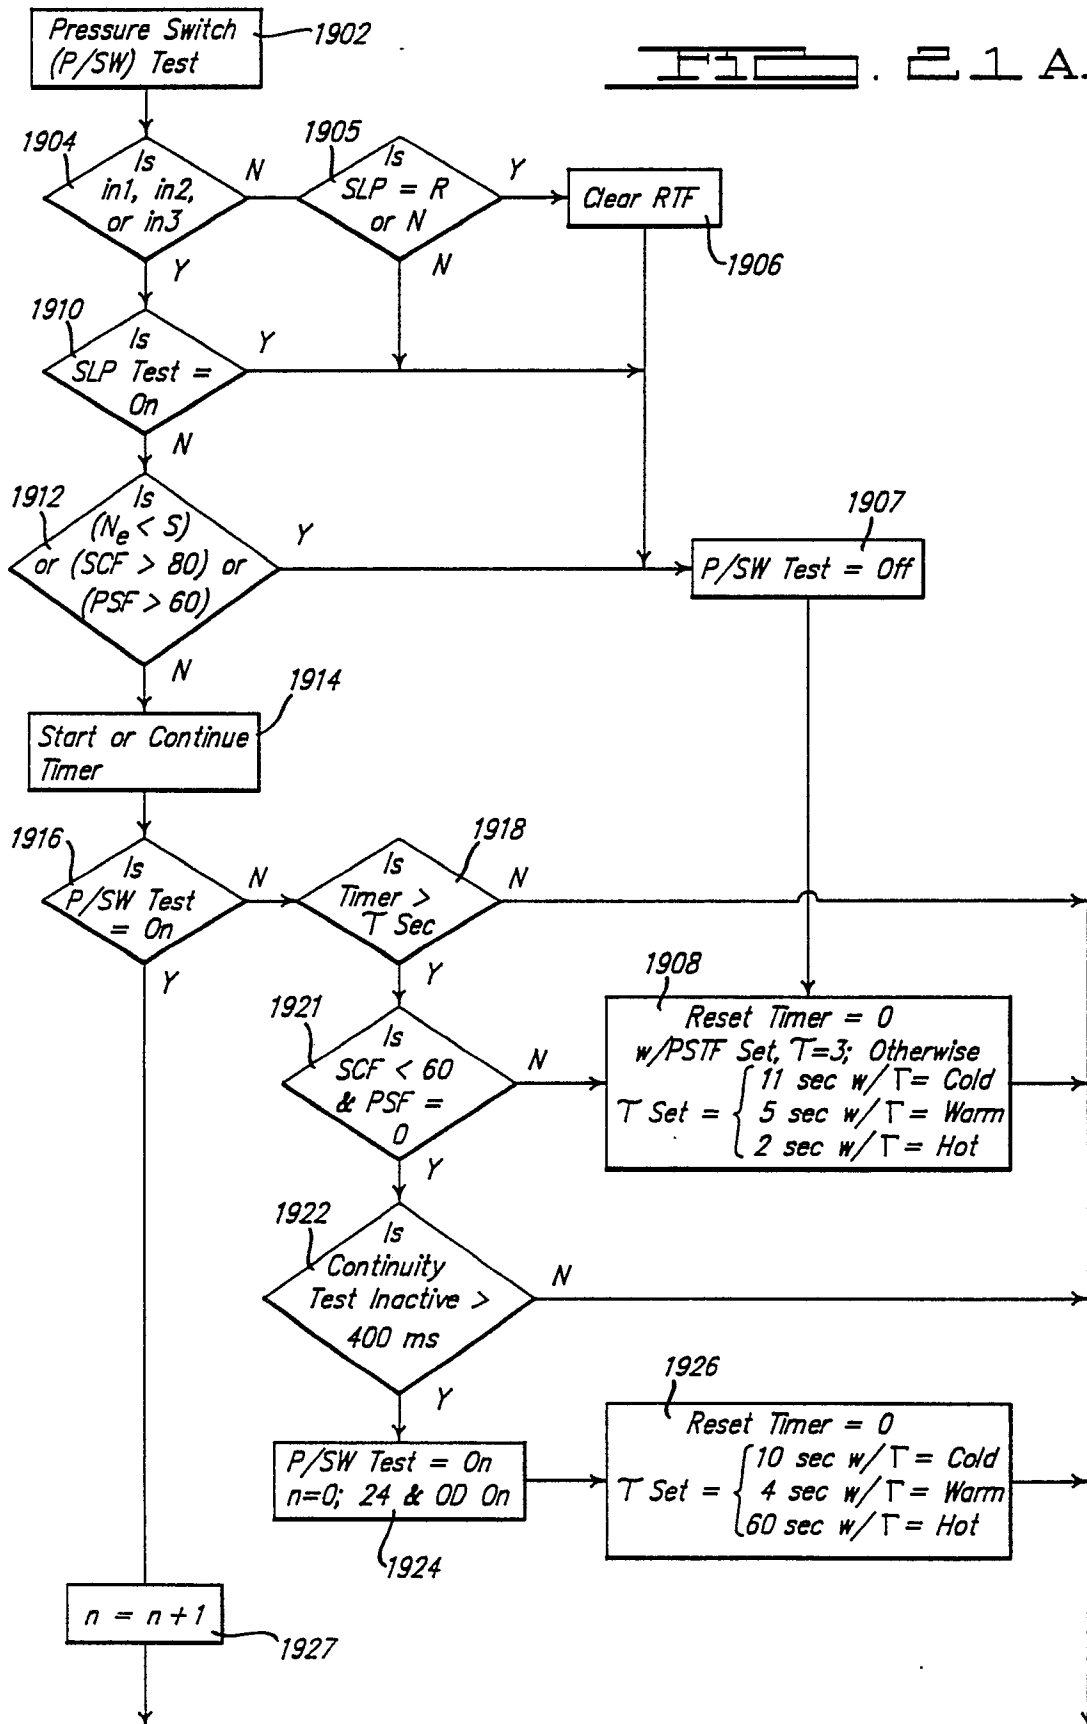 Pressure Switch
(P/SW) Test
1902
FIG. 21A.
1904
Is
in1, in2,
or in3
N
Y
1905
Is
SLP = R
or N
Y
N
Clear RTF
1906
1910
Is
SLP Test =
On
Y
N
1912
Is
(Ne < S)
or (SCF > 80) or
(PSF > 60)
Y
N
1907
P/SW Test = Off
1914
Start or Continue
Timer
1916
Is
P/SW Test
= On
N
Y
1918
Is
Timer >
τ Sec
N
Y
1921
Is
SCF < 60
& PSF =
0
N
Y
1908
Reset Timer = 0
w/PSTF Set, τ=3; Otherwise
τ Set = { 11 sec w/T = Cold
5 sec w/T = Warm
2 sec w/T = Hot
1922
Is
Continuity
Test Inactive >
400 ms
N
Y
P/SW Test = On
n=0; 24 & OD On
1924
1926
Reset Timer = 0
τ Set = { 10 sec w/T = Cold
4 sec w/T = Warm
60 sec w/T = Hot
n = n+1
1927